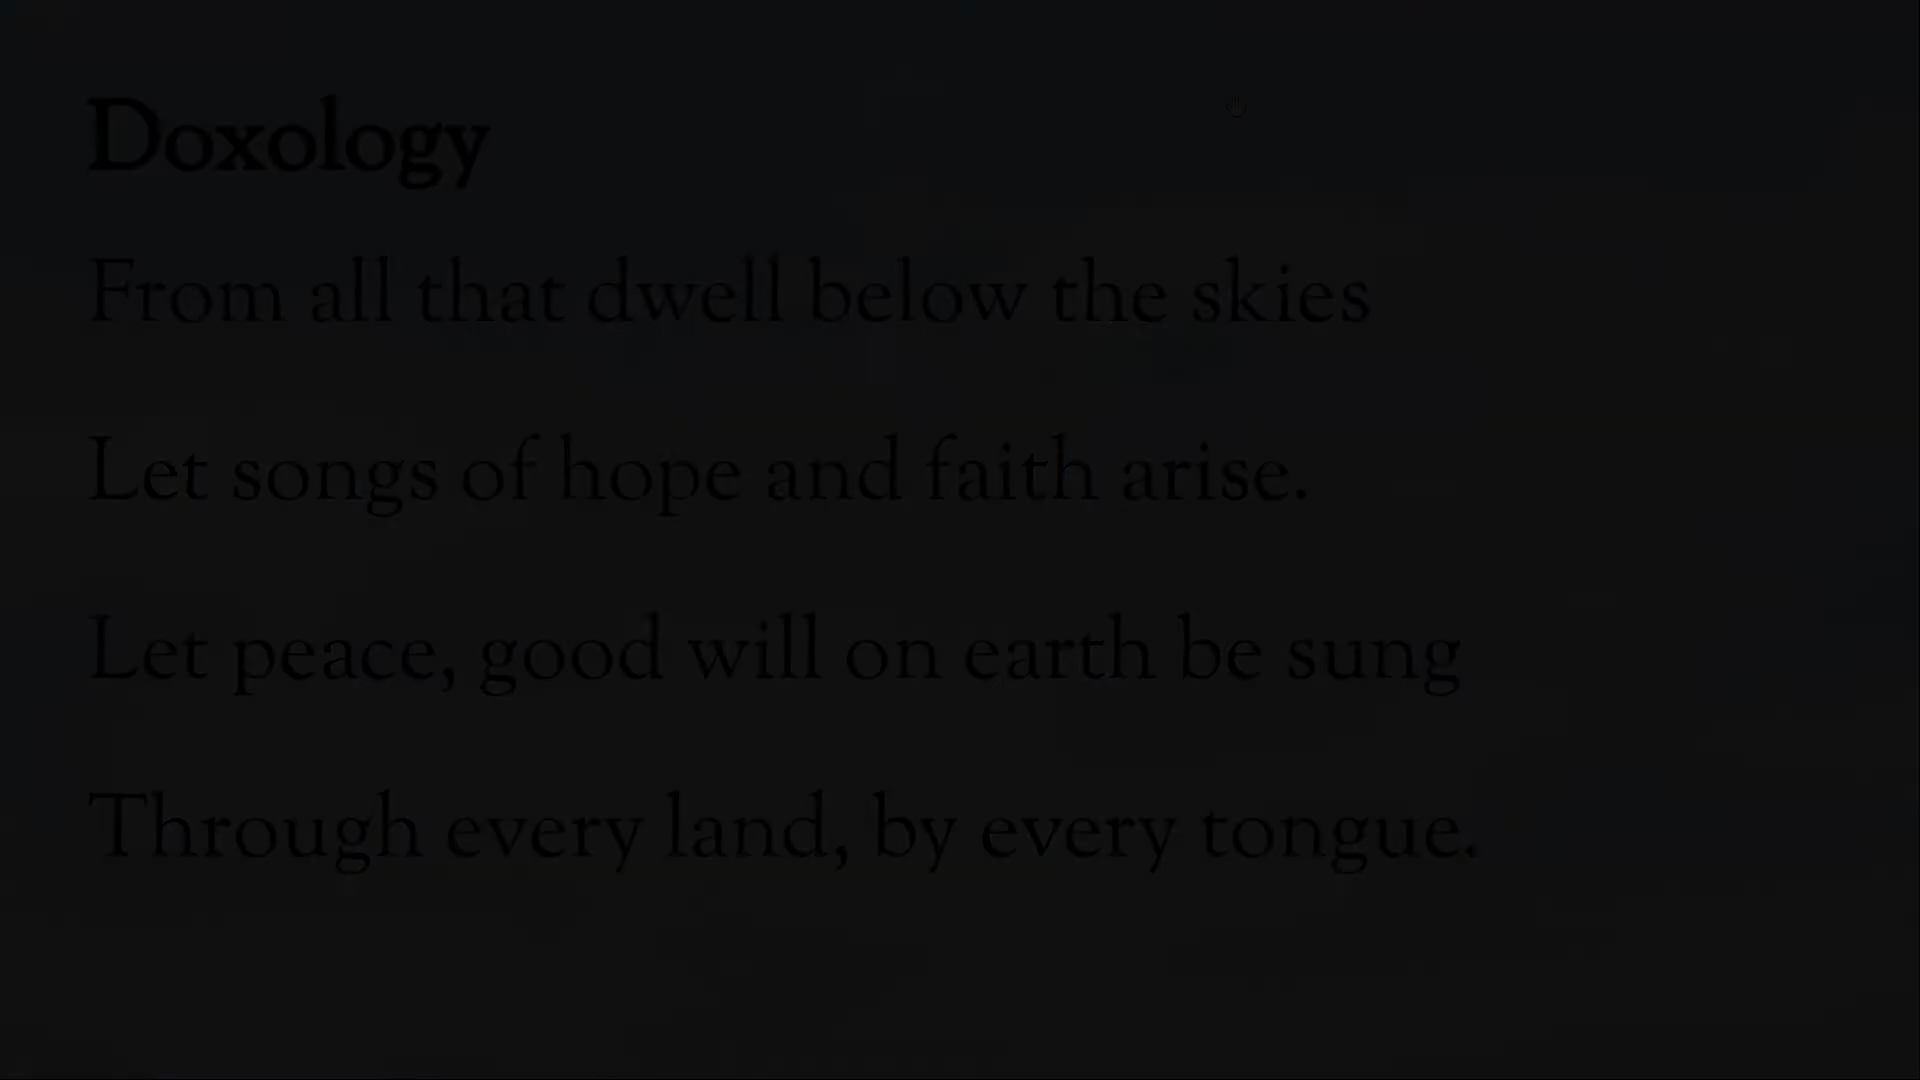 Doxology
From all that dwell below the skies
Let songs of hope and faith arise.
Let peace, good will on earth be sung
Through every land, by every tongue.